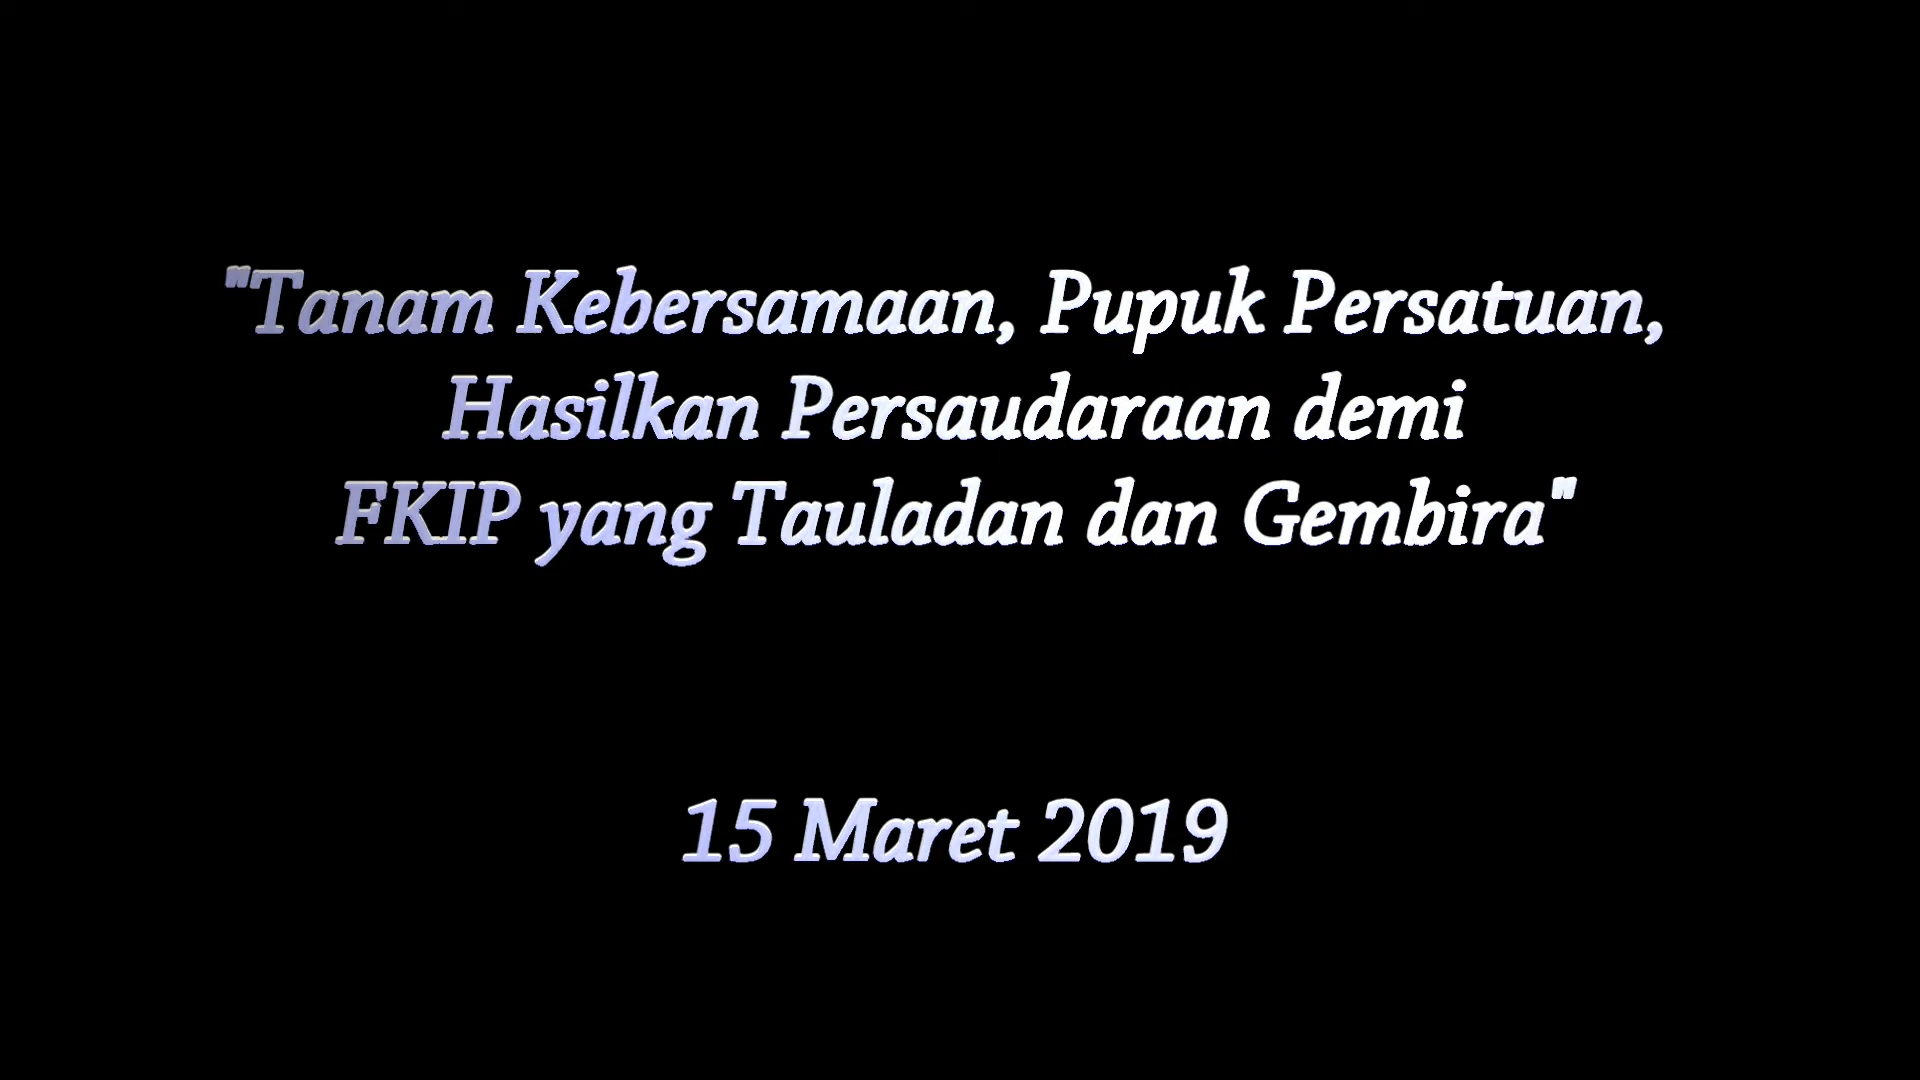 "Tanam Kebersamaan, Pupuk Persatuan,
Hasilkan Persaudaraan demi
FKIP yang Tauladan dan Gembira"
15 Maret 2019